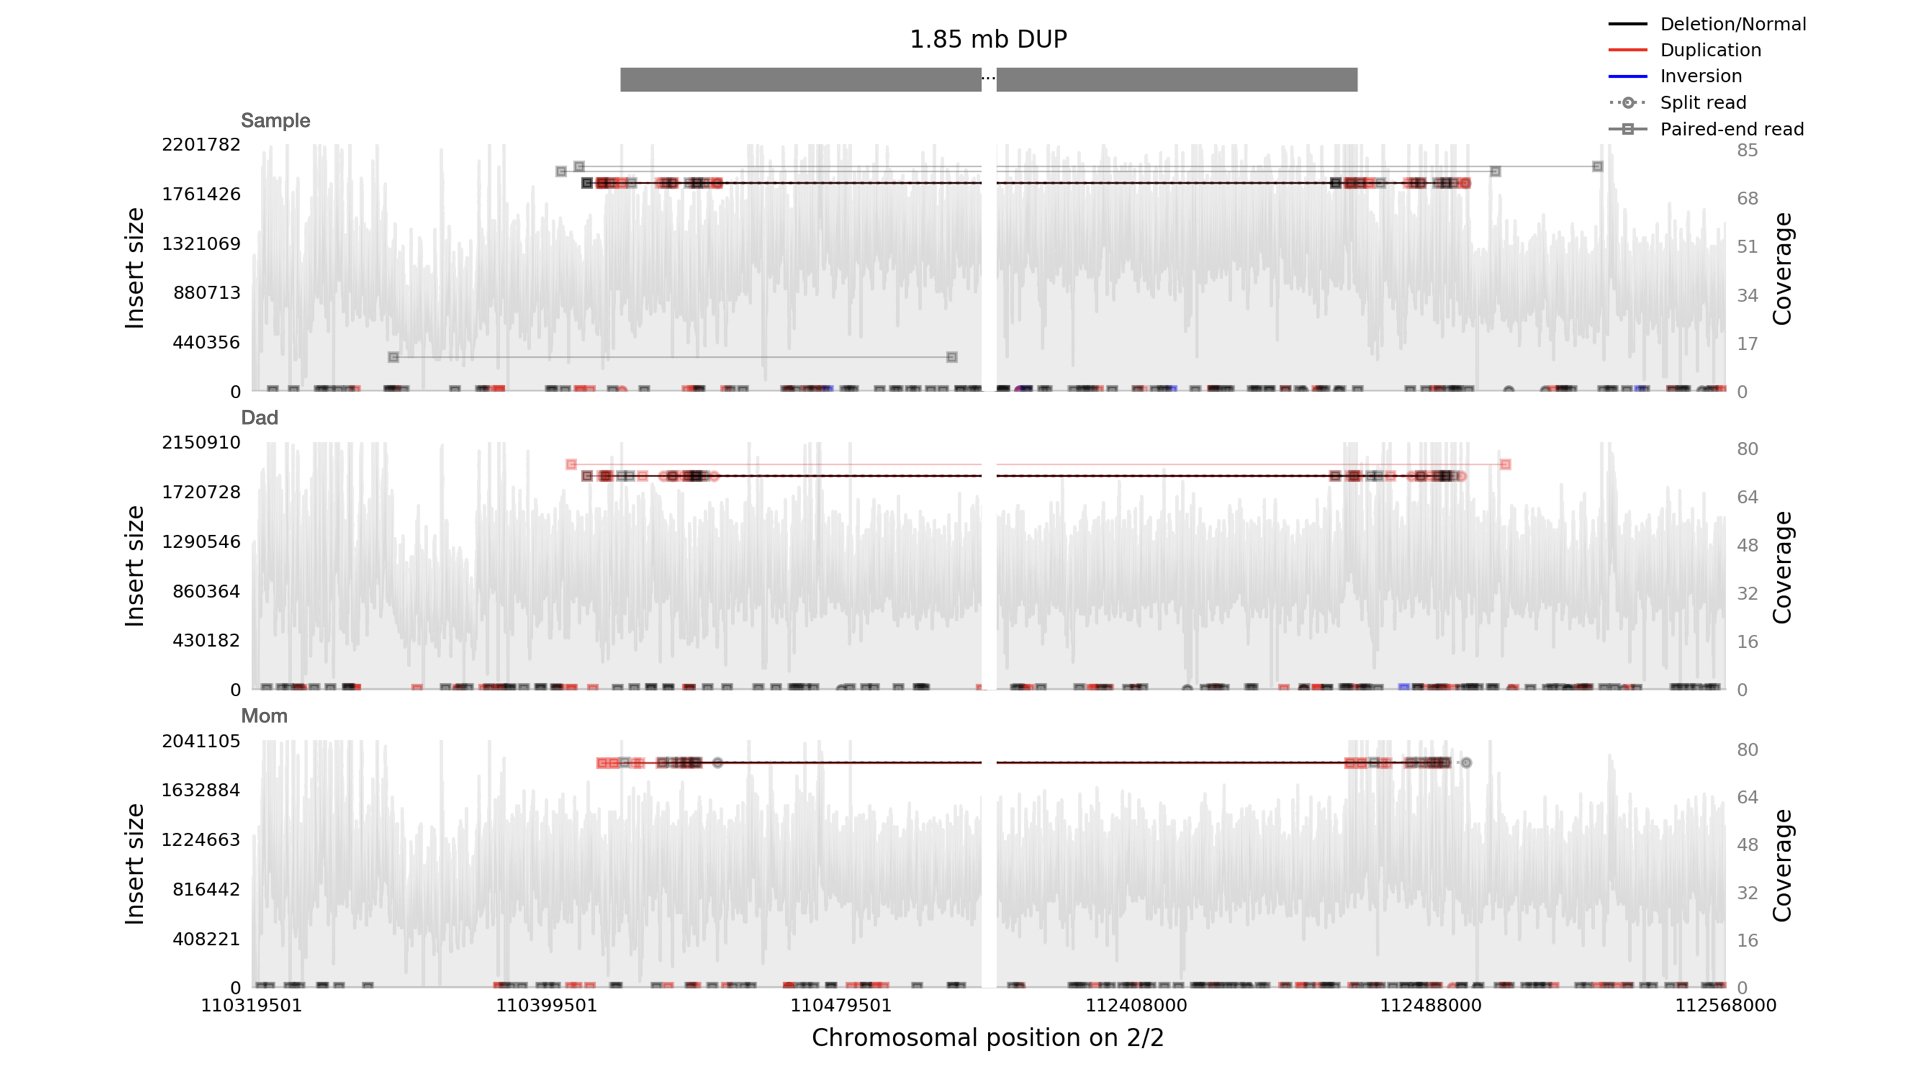 1.85 mb DUP
...
Deletion/Normal
Duplication
Inversion
Split read
Paired-end read
Sample
2201782
1761426
1321069
880713
440356
0
Insert size
85
68
51
34
17
0
Coverage
Dad
2150910
1720728
1290546
860364
430182
0
Insert size
80
64
48
32
16
0
Coverage
Mom
2041105
1632884
1224663
816442
408221
0
Insert size
80
64
48
32
16
0
Coverage
110319501 110399501 110479501 112408000 112488000 112568000
Chromosomal position on 2/2